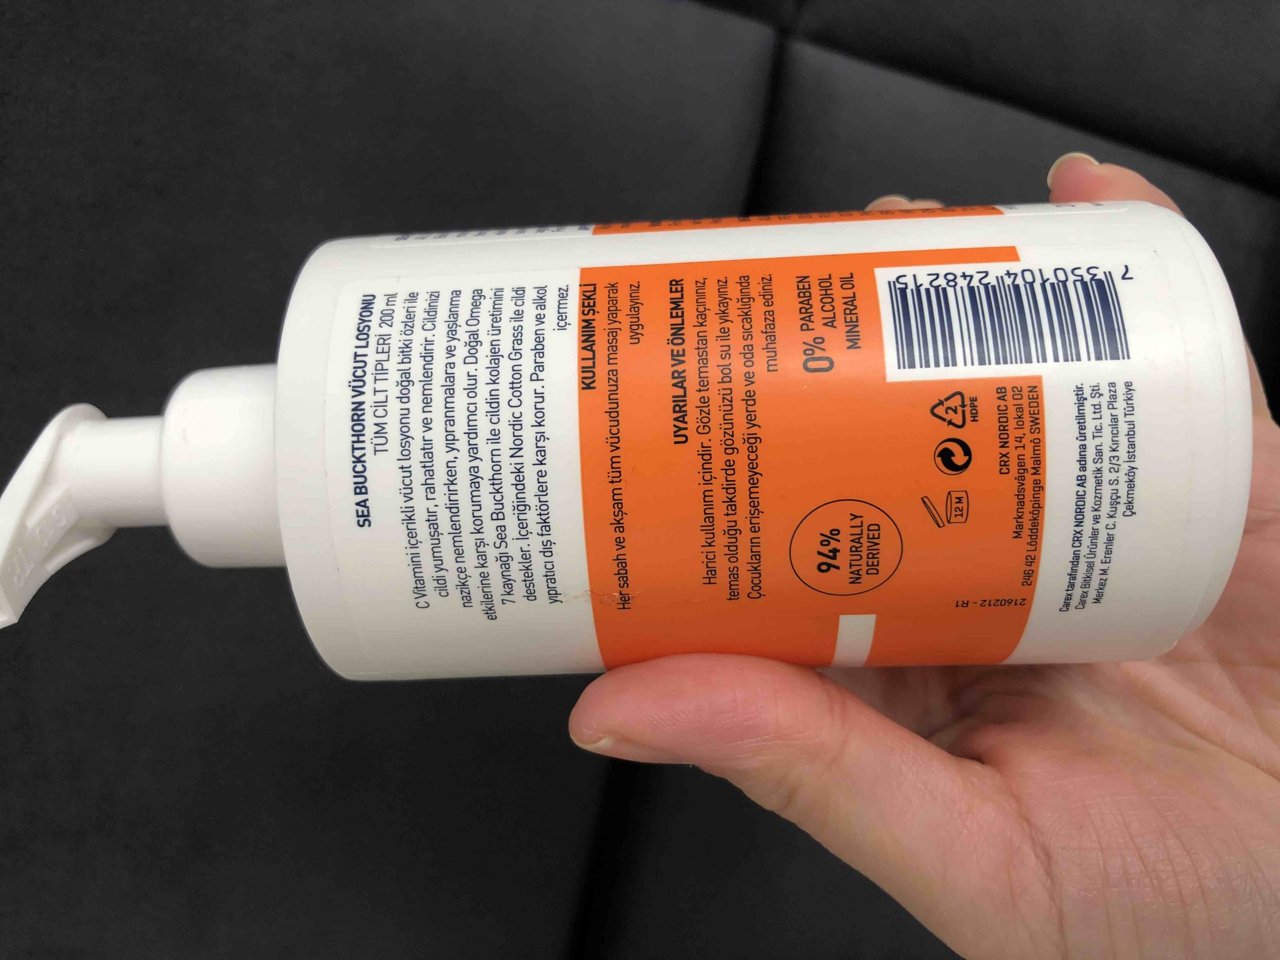 SEA BUCKTHORN VÜCUT LOSYONU
TÜM CİLT TİPLERİ 200 ml
C Vitamini içerikli vücut losyonu doğal bitki özleri ile
cildi yumuşatır, rahatlatır ve nemlendirir. Cildinizi
nazikçe nemlendirirken, yıpranmalara ve yaşlanma
etkilerine karşı korumaya yardımcı olur. Doğal Omega
7 kaynağı Sea Buckthorn ile cildin kolajen üretimini
destekler. İçeriğindeki Nordic Cotton Grass ile cildi
yıpratıcı dış faktörlere karşı korur. Paraben ve alkol
içermez.
KULLANIM ŞEKLİ
Her sabah ve akşam tüm vücudunuza masaj yaparak
uygulayınız.
UYARILAR VE ÖNLEMLER
Harici kullanım içindir. Gözle temastan kaçınınız,
temas olduğu takdirde gözünüzü bol su ile yıkayınız.
Çocukların erişemeyeceği yerde ve oda sıcaklığında
muhafaza ediniz.
94%
NATURALLY
DERIVED
0% PARABEN
ALCOHOL
MINERAL OIL
7 350104 248215
12 M
2
HDPE
CRX NORDIC AB
Marknadsvägen 14, lokal 02
246 42 Löddeköpinge Malmö SWEDEN
2160212 - R1
Carex tarafından CRX NORDIC AB adına üretilmiştir.
Carex Bitkisel Ürünler ve Kozmetik San. Tic. Ltd. Şti.
Merkez M. Erenler C. Kuşçu S. 2/3 Kırıcılar Plaza
Çekmeköy İstanbul Türkiye